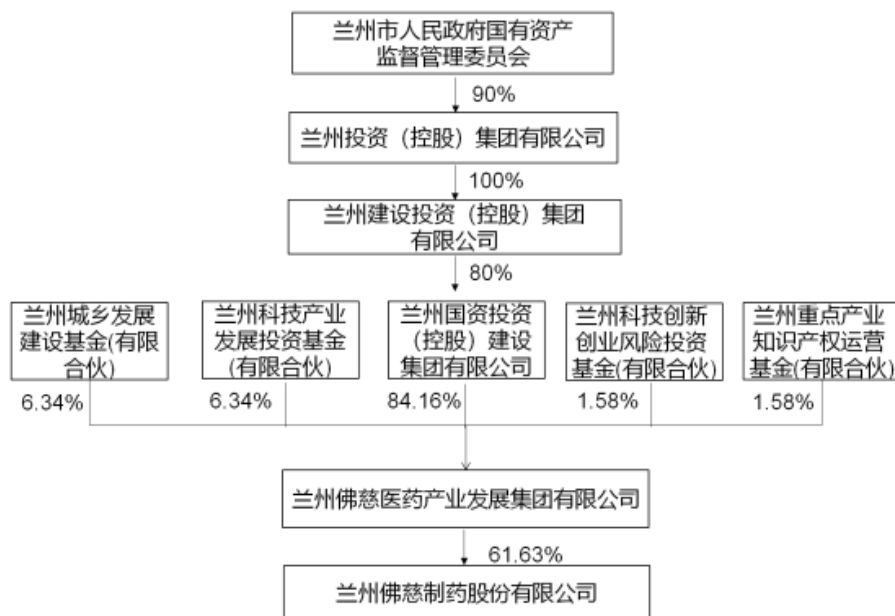 兰州市人民政府国有资产
监督管理委员会
90%
兰州投资（控股）集团有限公司
100%
兰州建设投资（控股）集团
有限公司
80%
兰州城乡发展
建设基金(有限
合伙)
兰州科技产业
发展投资基金
(有限合伙)
兰州国资投资
（控股）建设
集团有限公司
兰州科技创新
创业风险投资
基金(有限合伙)
兰州重点产业
知识产权运营
基金(有限合伙)
6.34%
6.34%
84.16%
1.58%
1.58%
兰州佛慈医药产业发展集团有限公司
61.63%
兰州佛慈制药股份有限公司